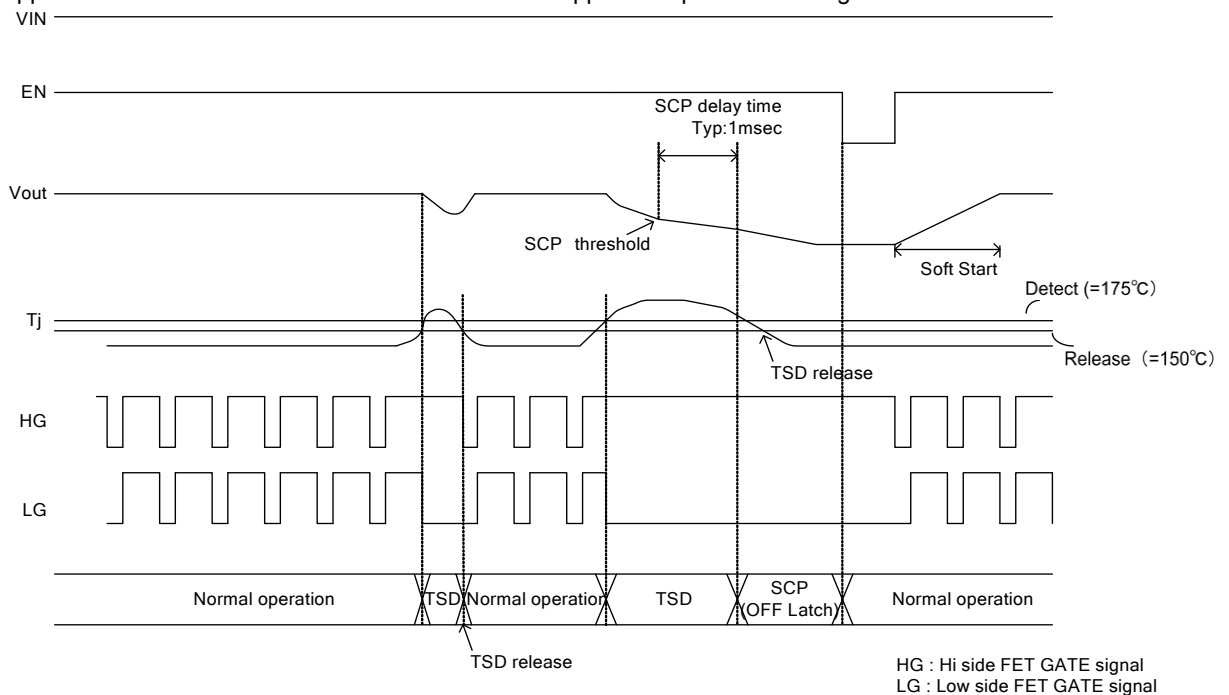 VIN
EN
SCP delay time
Typ:1msec
Vout
SCP threshold
Soft Start
Detect (=175℃)
Tj
Release (=150℃)
TSD release
HG
LG
Normal operation
TSD
Normal operation
TSD
SCP
(OFF Latch)
Normal operation
TSD release
HG : Hi side FET GATE signal
LG : Low side FET GATE signal